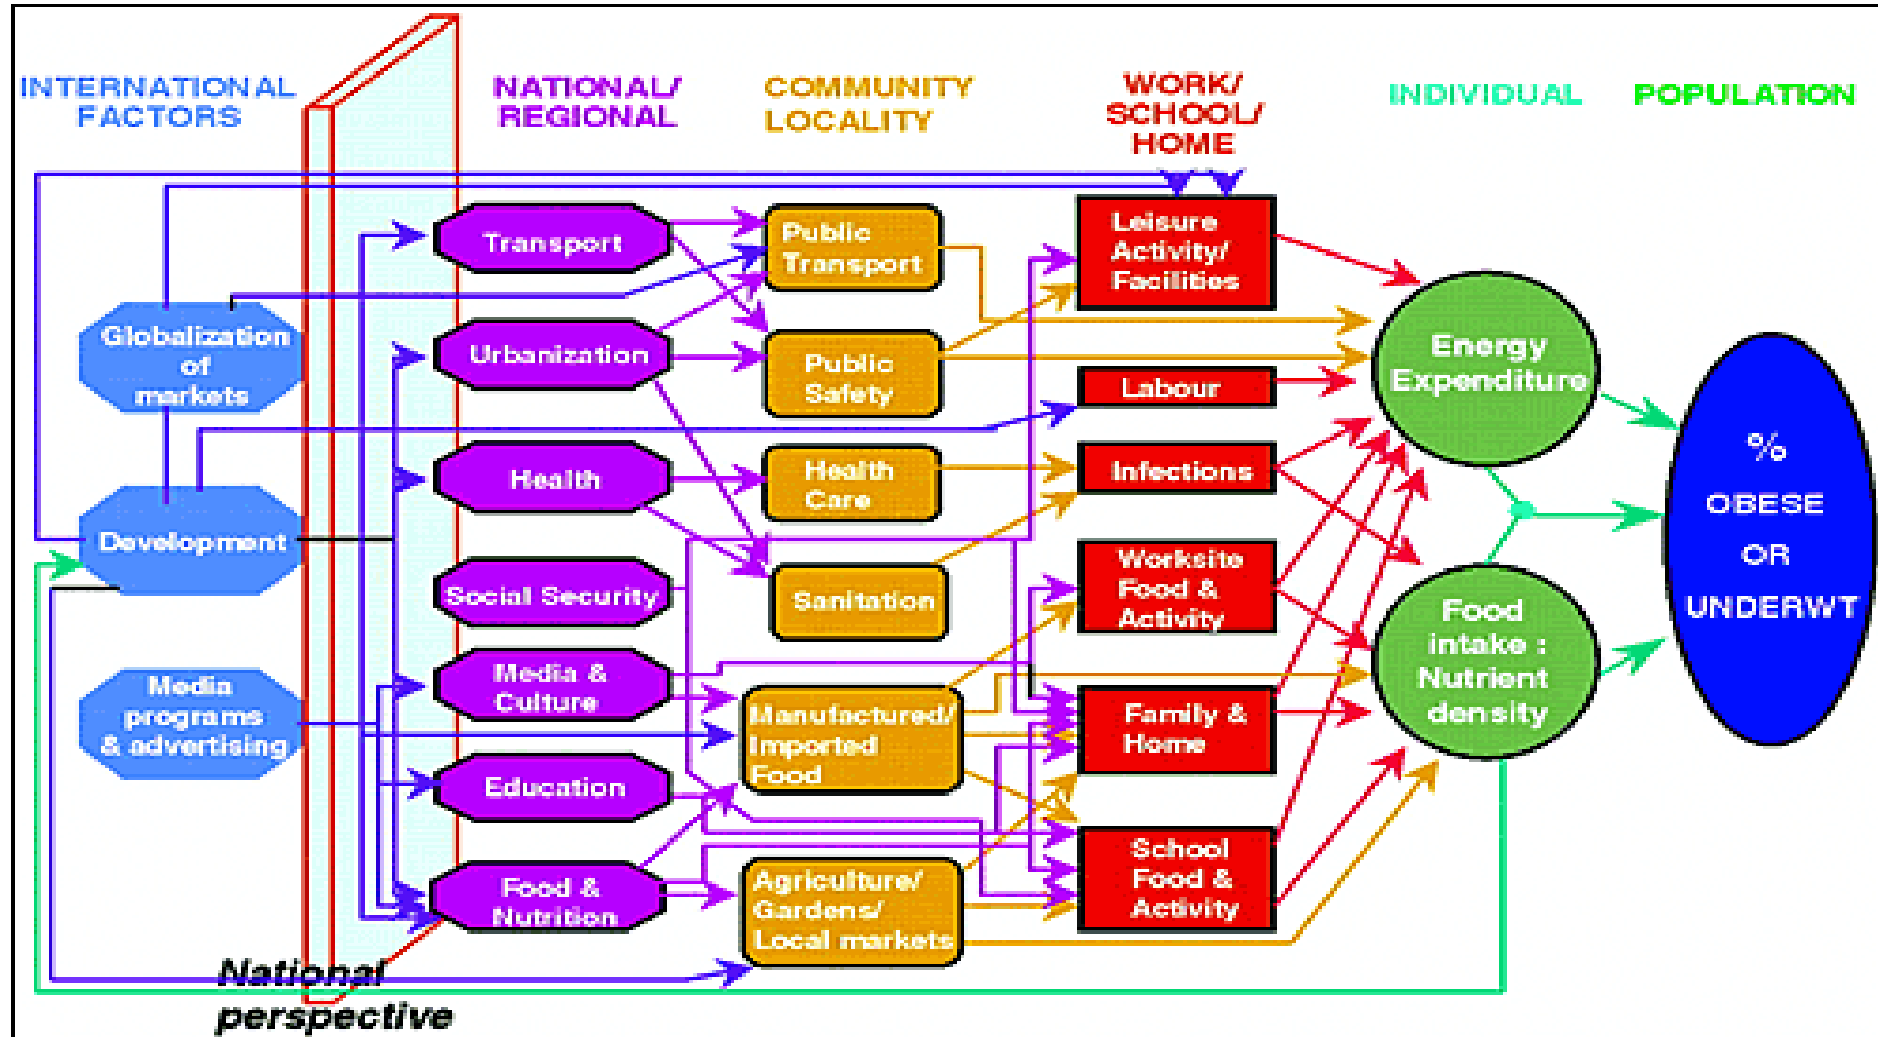 INTERNATIONAL
FACTORS
NATIONAL/
REGIONAL
COMMUNITY
LOCALITY
WORK/
SCHOOL/
HOME
INDIVIDUAL
POPULATION
Globalization
of
markets
Development
Media
programs
& advertising
Transport
Urbanization
Health
Social Security
Media &
Culture
Education
Food &
Nutrition
Public
Transport
Public
Safety
Health
Care
Sanitation
Manufactured/
Imported
Food
Agriculture/
Gardens/
Local markets
Leisure
Activity/
Facilities
Labour
Infections
Worksite
Food &
Activity
Family &
Home
School
Food &
Activity
Energy
Expenditure
Food
intake :
Nutrient
density
%
OBESE
OR
UNDERWT
National
perspective